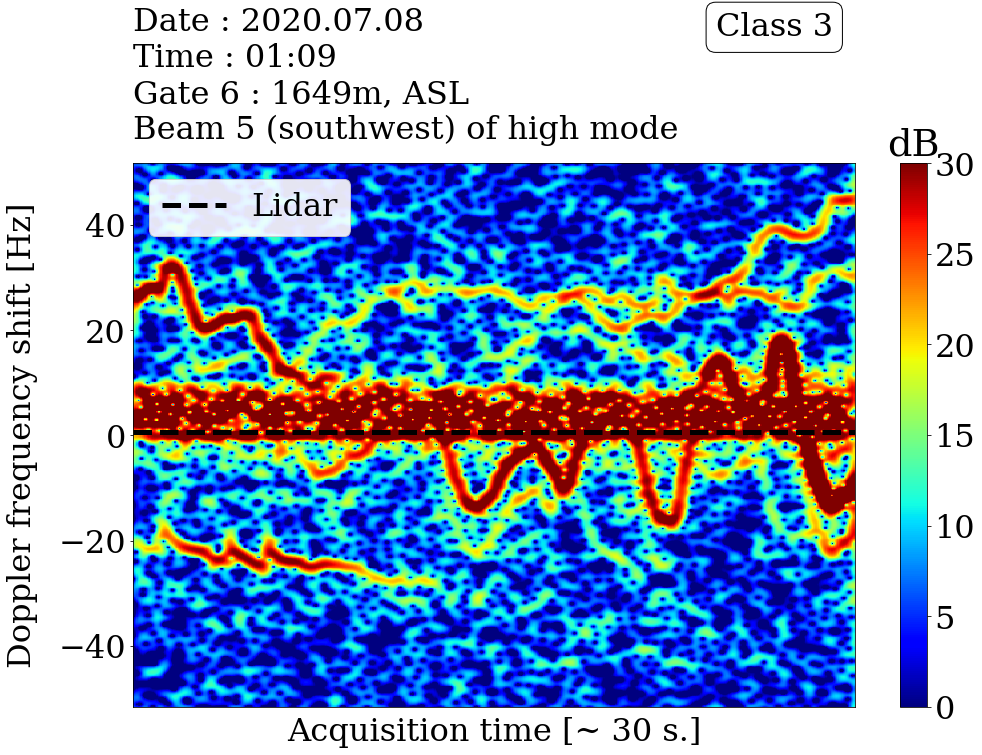 Date : 2020.07.08
Time : 01:09
Gate 6 : 1649m, ASL
Beam 5 (southwest) of high mode
Class 3
dB
Lidar
Doppler frequency shift [Hz]
40
20
0
−20
−40
30
25
20
15
10
5
0
Acquisition time [~ 30 s.]